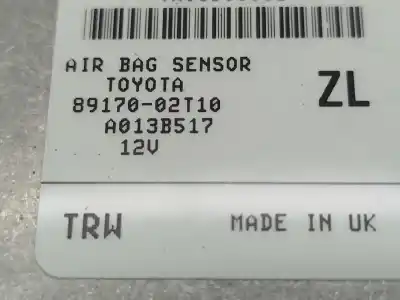 AIR BAG SENSOR
TOYOTA
ZL
89170-02T10
A013B517
12V
TRW MADE IN UK